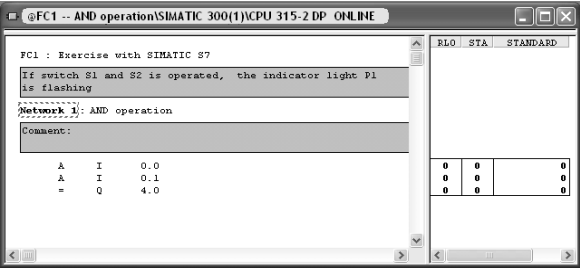 @FC1 -- AND operation\SIMATIC 300(1)\CPU 315-2 DP ONLINE
RLO STA STANDARD
FC1 : Exercise with SIMATIC S7
If switch S1 and S2 is operated, the indicator light P1
is flashing
Network 1: AND operation
Comment:
A I 0.0 0 0 0
A I 0.1 0 0 0
= Q 4.0 0 0 0